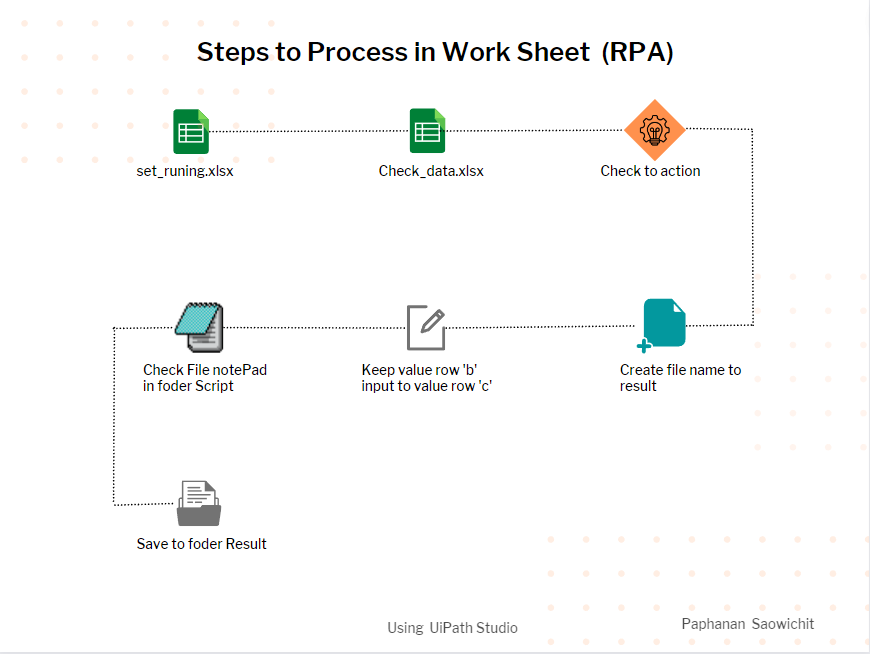 Steps to Process in Work Sheet (RPA)
set_runing.xlsx
Check_data.xlsx
Check to action
Check File notePad
in foder Script
Keep value row 'b'
input to value row 'c'
Create file name to
result
Save to foder Result
Using UiPath Studio
Paphanan Saowichit